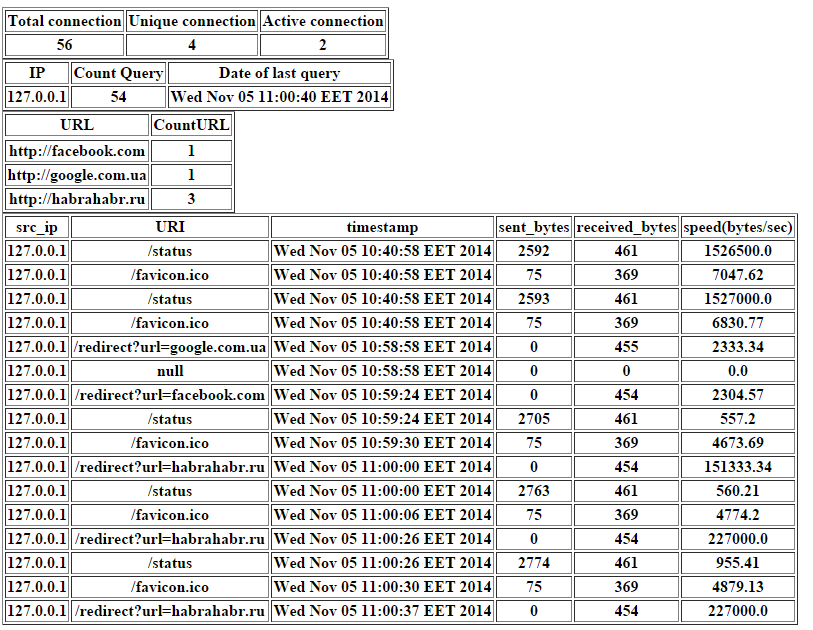 Total connection Unique connection Active connection
56 4 2
IP Count Query Date of last query
127.0.0.1 54 Wed Nov 05 11:00:40 EET 2014
URL CountURL
http://facebook.com 1
http://google.com.ua 1
http://habrahabr.ru 3
src_ip URI timestamp sent_bytes received_bytes speed(bytes/sec)
127.0.0.1 /status Wed Nov 05 10:40:58 EET 2014 2592 461 1526500.0
127.0.0.1 /favicon.ico Wed Nov 05 10:40:58 EET 2014 75 369 7047.62
127.0.0.1 /status Wed Nov 05 10:40:58 EET 2014 2593 461 1527000.0
127.0.0.1 /favicon.ico Wed Nov 05 10:40:58 EET 2014 75 369 6830.77
127.0.0.1 /redirect?url=google.com.ua Wed Nov 05 10:58:58 EET 2014 0 455 2333.34
127.0.0.1 null Wed Nov 05 10:58:58 EET 2014 0 0 0.0
127.0.0.1 /redirect?url=facebook.com Wed Nov 05 10:59:24 EET 2014 0 454 2304.57
127.0.0.1 /status Wed Nov 05 10:59:24 EET 2014 2705 461 557.2
127.0.0.1 /favicon.ico Wed Nov 05 10:59:30 EET 2014 75 369 4673.69
127.0.0.1 /redirect?url=habrahabr.ru Wed Nov 05 11:00:00 EET 2014 0 454 151333.34
127.0.0.1 /status Wed Nov 05 11:00:00 EET 2014 2763 461 560.21
127.0.0.1 /favicon.ico Wed Nov 05 11:00:06 EET 2014 75 369 4774.2
127.0.0.1 /redirect?url=habrahabr.ru Wed Nov 05 11:00:26 EET 2014 0 454 227000.0
127.0.0.1 /status Wed Nov 05 11:00:26 EET 2014 2774 461 955.41
127.0.0.1 /favicon.ico Wed Nov 05 11:00:30 EET 2014 75 369 4879.13
127.0.0.1 /redirect?url=habrahabr.ru Wed Nov 05 11:00:37 EET 2014 0 454 227000.0